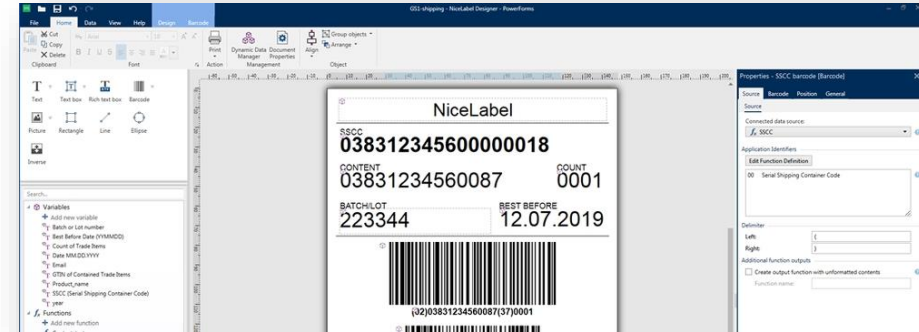 GS1-shipping - NiceLabel Designer - PowerForms
File Home Data View Help Design Barcode
Paste Cut Copy Delete
Clipboard
Arial 10
B I U S
Font
Print
Action
Dynamic Data Manager
Document Properties
Management
Align
Group objects
Arrange
Object
Text Text box Rich text box Barcode
Picture Rectangle Line Ellipse
Inverse
Search...
Variables
Add new variable
Batch or Lot number
Best Before Date (YYMMDD)
Count of Trade Items
Date MM.DD.YYYY
Email
GTIN of Contained Trade Items
Product_name
SSCC (Serial Shipping Container Code)
year
Functions
Add new function
NiceLabel
SSCC
038312345600000018
CONTENT COUNT
03831234560087 0001
BATCH/LOT BEST BEFORE
223344 12.07.2019
(02)03831234560087(37)0001
Properties - SSCC barcode [Barcode]
Source Barcode Position General
Source
Connected data source:
SSCC
Application Identifiers
Edit Function Definition
00 Serial Shipping Container Code
Delimiter
Left: (
Right: )
Additional function outputs
Create output function with unformatted contents
Function name: